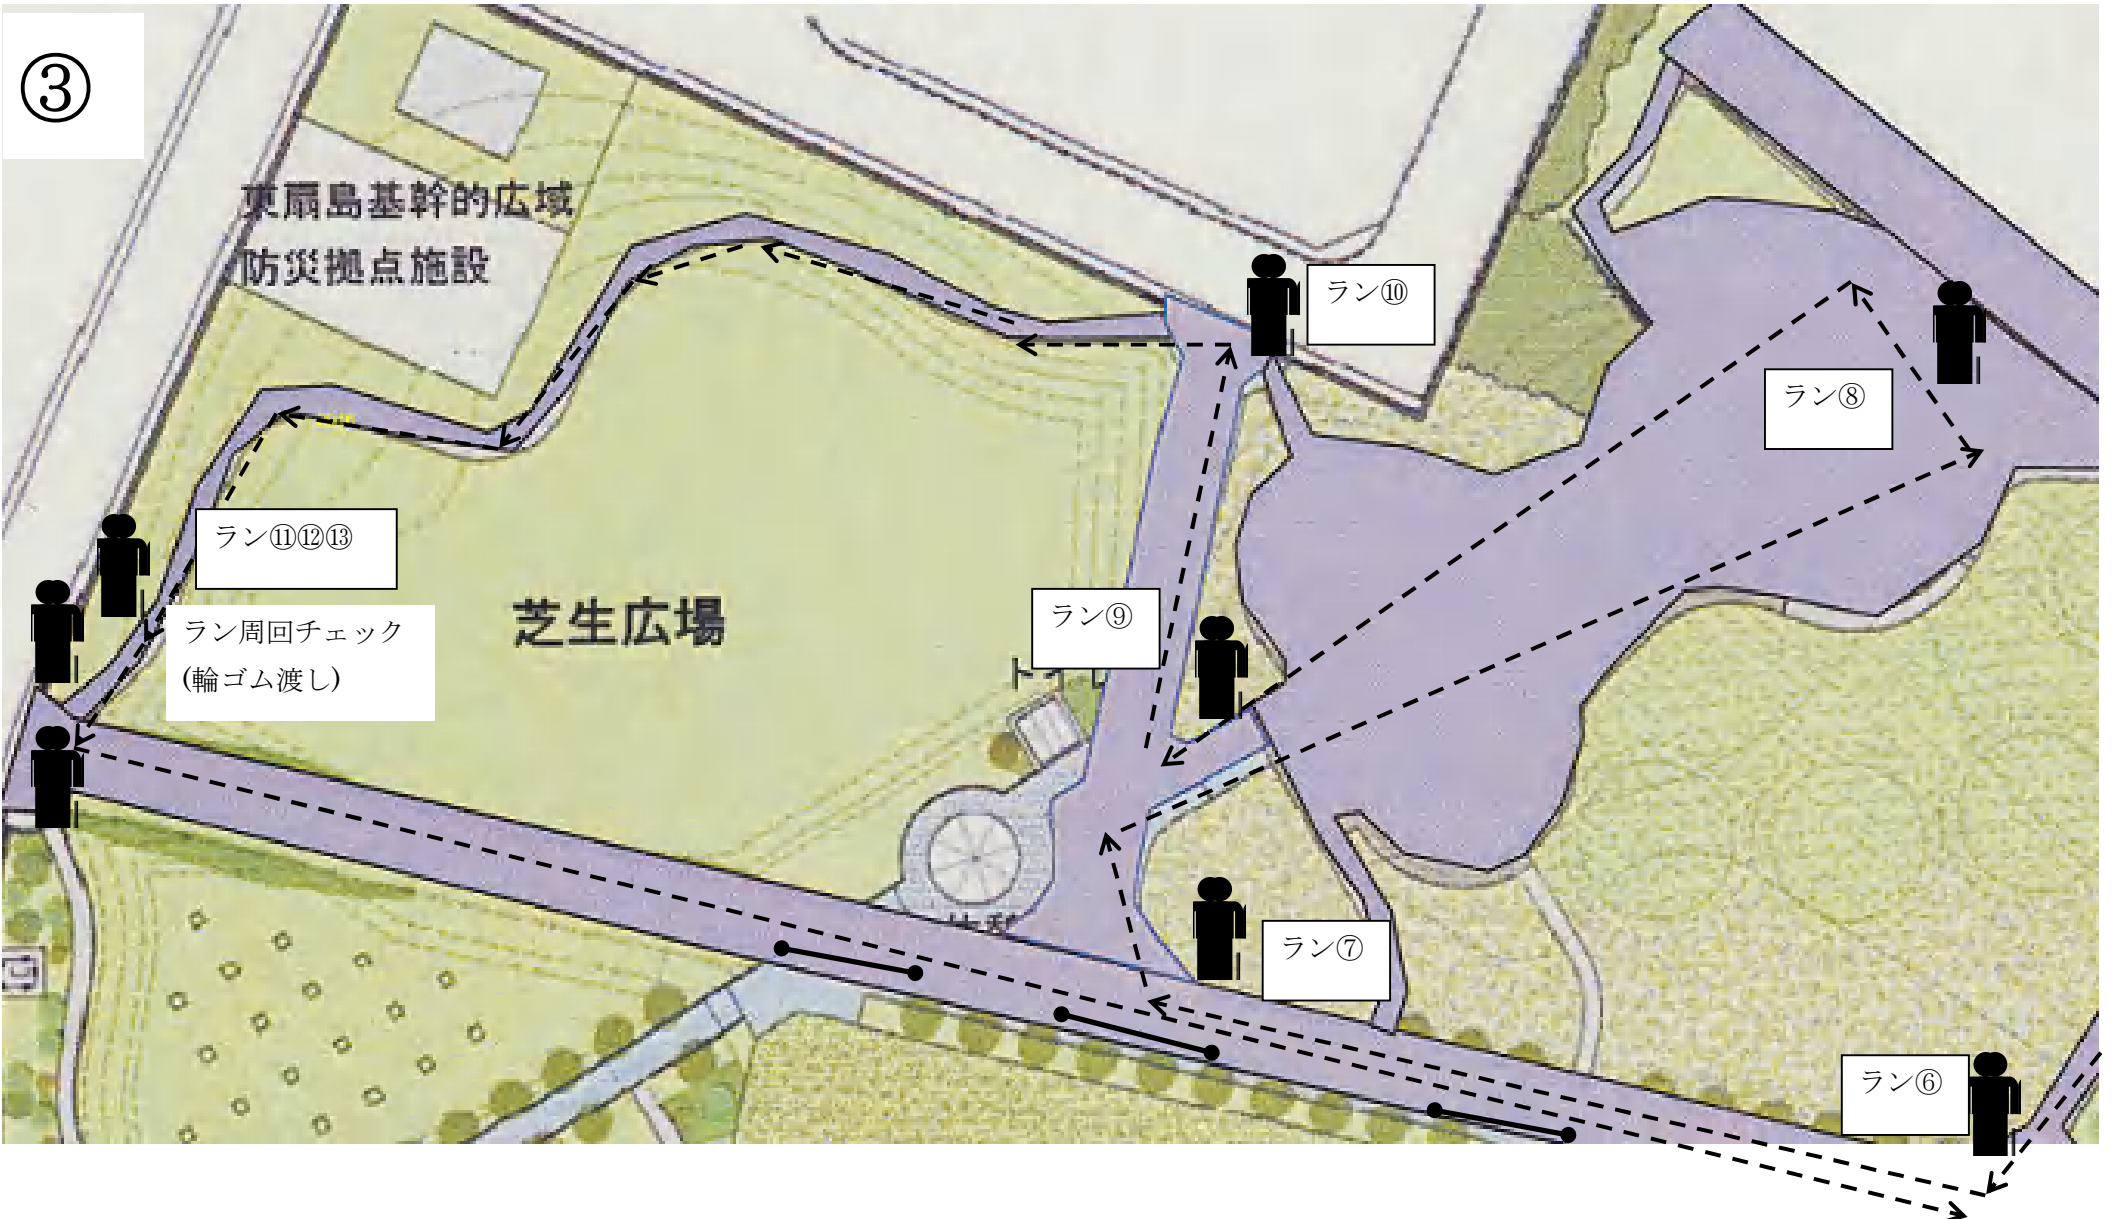 ③
東扇島基幹的広域
防災拠点施設
ラン⑩
ラン⑧
ラン⑪⑫⑬
ラン周回チェック
(輪ゴム渡し)
芝生広場
ラン⑨
ラン⑦
ラン⑥